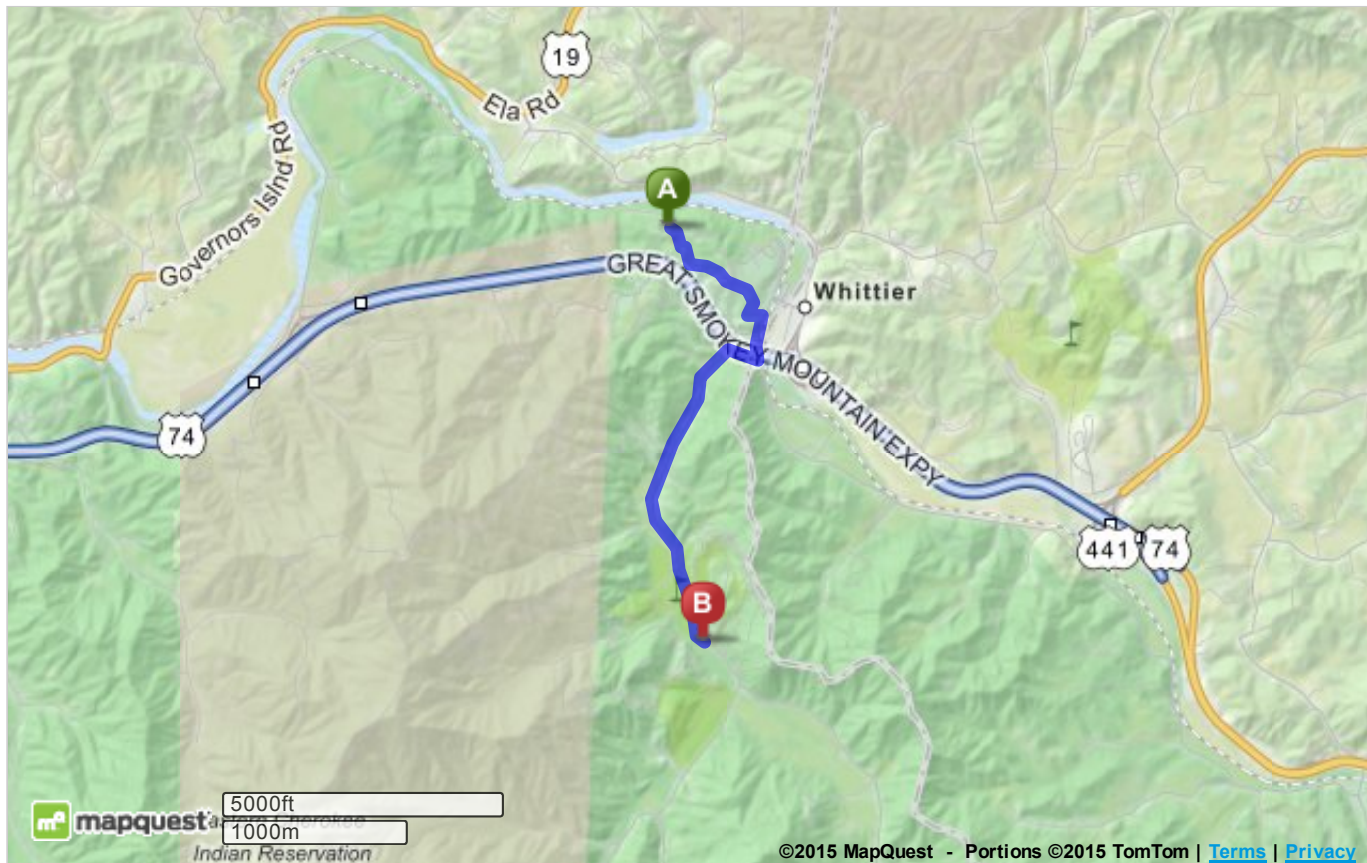 19
Ela Rd
Governors Islnd Rd
A
GREAT SMOKEY MOUNTAIN EXPY
Whittier
74
441
74
B
5000ft
1000m
mapquest
Cherokee
Indian Reservation
©2015 MapQuest - Portions ©2015 TomTom | Terms | Privacy